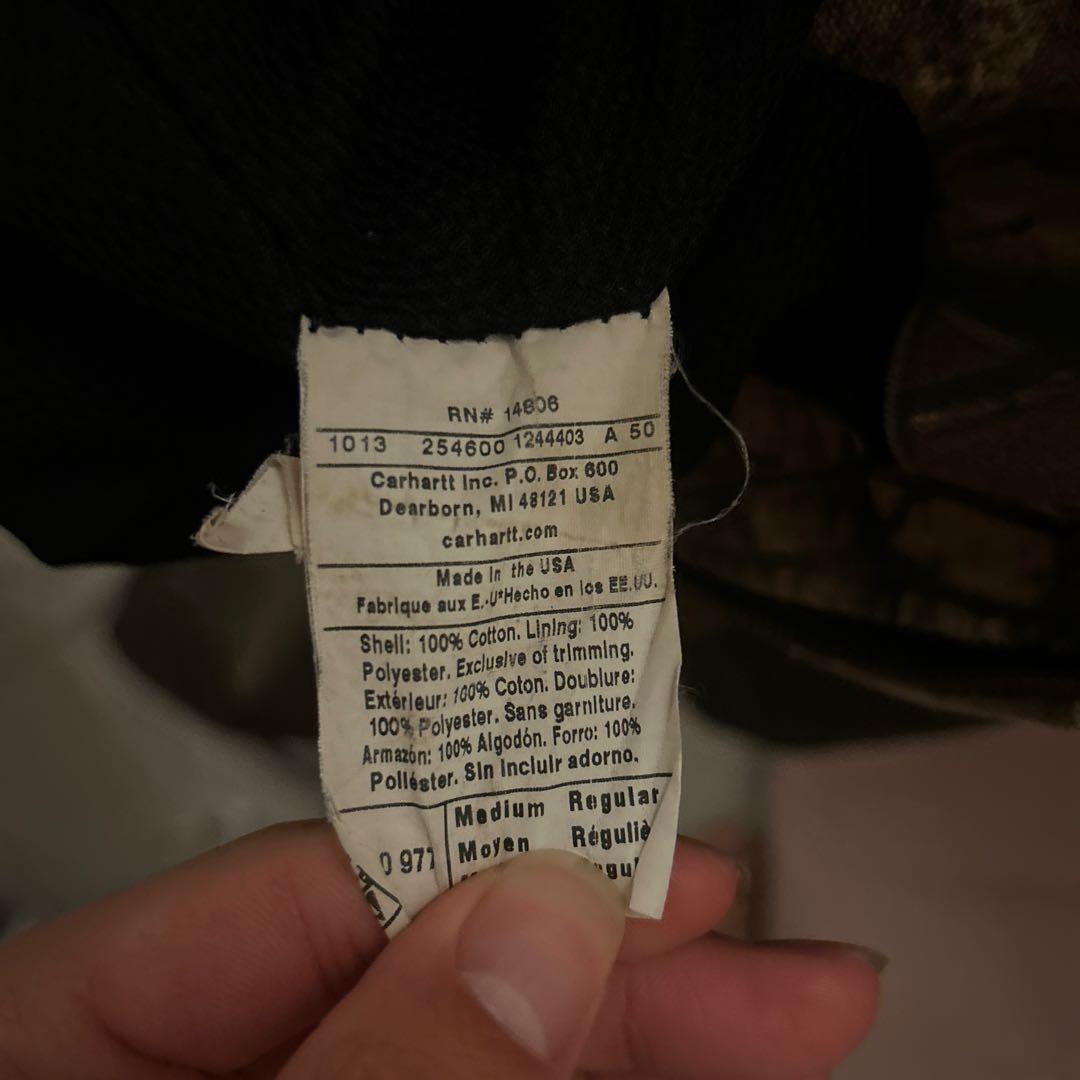 RN# 14806
1013 254600 1244403 A 50
Carhartt Inc. P.O. Box 600
Dearborn, MI 48121 USA
carhartt.com
Made in the USA
Fabrique aux E.-U*Hecho en los EE.UU.
Shell: 100% Cotton. Lining: 100%
Polyester. Exclusive of trimming.
Extérieur: 100% Coton. Doublure:
100% Polyester. Sans garniture.
Armazón: 100% Algodón. Forro: 100%
Poliéster. Sin incluir adorno.
Medium Regular
0 977 Moyen